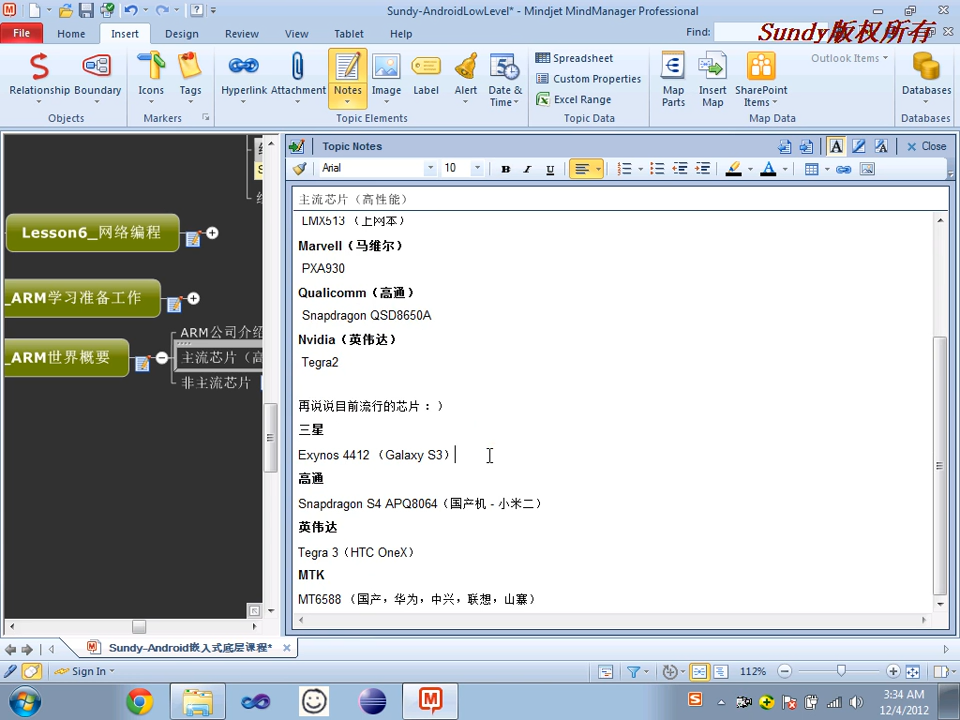 Sundy-AndroidLowLevel* - Mindjet MindManager Professional
File Home Insert Design Review View Tablet Help Find:
Sundy版权所有
Relationship Boundary Icons Tags Hyperlink Attachment Notes Image Label Alert Date & Time
Spreadsheet
Custom Properties
Excel Range
Map Parts Insert Map SharePoint Items
Outlook Items
Databases
Objects Markers Topic Elements Topic Data Map Data Databases
Topic Notes Close
Arial 10 B I U
主流芯片（高性能）
LMX513 （上网本）
Marvell（马维尔）
PXA930
Qualicomm（高通）
Snapdragon QSD8650A
Nvidia（英伟达）
Tegra2
再说说目前流行的芯片：）
三星
Exynos 4412 （Galaxy S3）
高通
Snapdragon S4 APQ8064（国产机 - 小米二）
英伟达
Tegra 3（HTC OneX）
MTK
MT6588 （国产，华为，中兴，联想，山寨）
Lesson6_网络编程
_ARM学习准备工作
_ARM世界概要
ARM公司介绍
主流芯片（高
非主流芯片
Sundy-Android嵌入式底层课程*
Sign In 112%
3:34 AM
12/4/2012